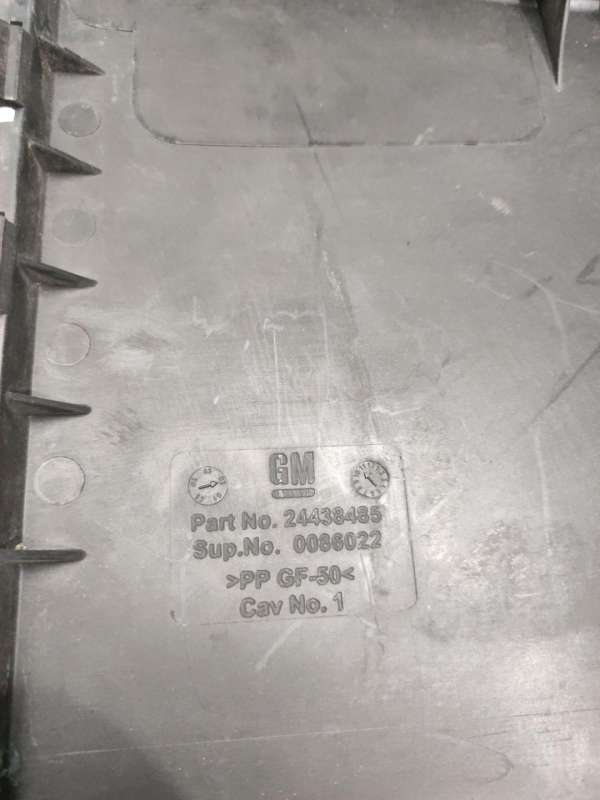 GM
Part No. 24438485
Sup.No. 0086022
>PP GF-50<
Cav No. 1